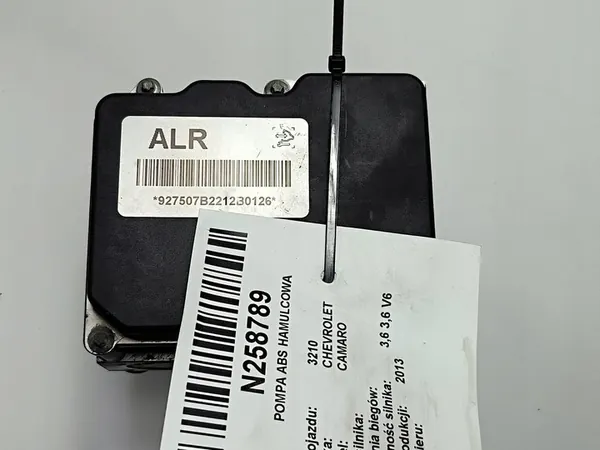 ALR
*927507B2212B0126*
N258789
POMPA ABS HAMULCOWA
ojazdu: 3210
CHEVROLET
CAMARO
silnika:
nia biegów:
ność silnika: 3,6 3,6 V6
odukcji: 2013